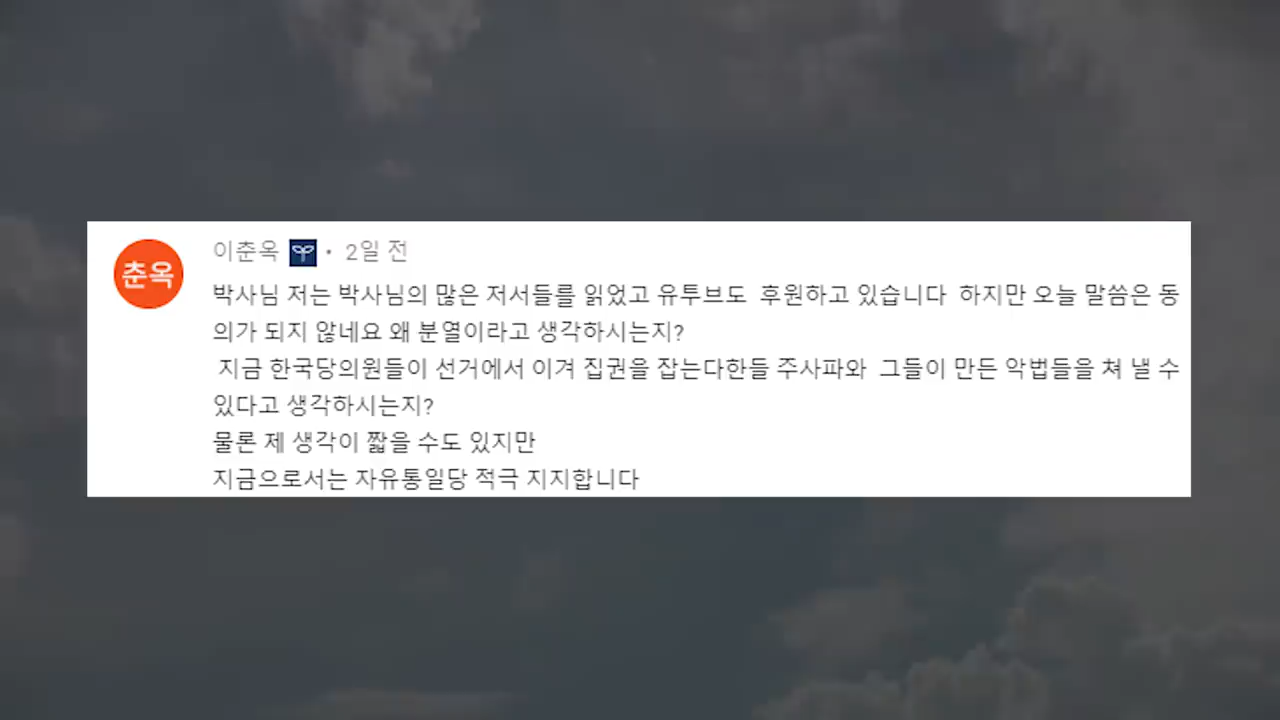 춘옥
이춘옥 · 2일 전
박사님 저는 박사님의 많은 저서들를 읽었고 유투브도 후원하고 있습니다 하지만 오늘 말씀은 동
의가 되지 않네요 왜 분열이라고 생각하시는지?
지금 한국당의원들이 선거에서 이겨 집권을 잡는다한들 주사파와 그들이 만든 악법들을 쳐 낼 수
있다고 생각하시는지?
물론 제 생각이 짧을 수도 있지만
지금으로서는 자유통일당 적극 지지합니다